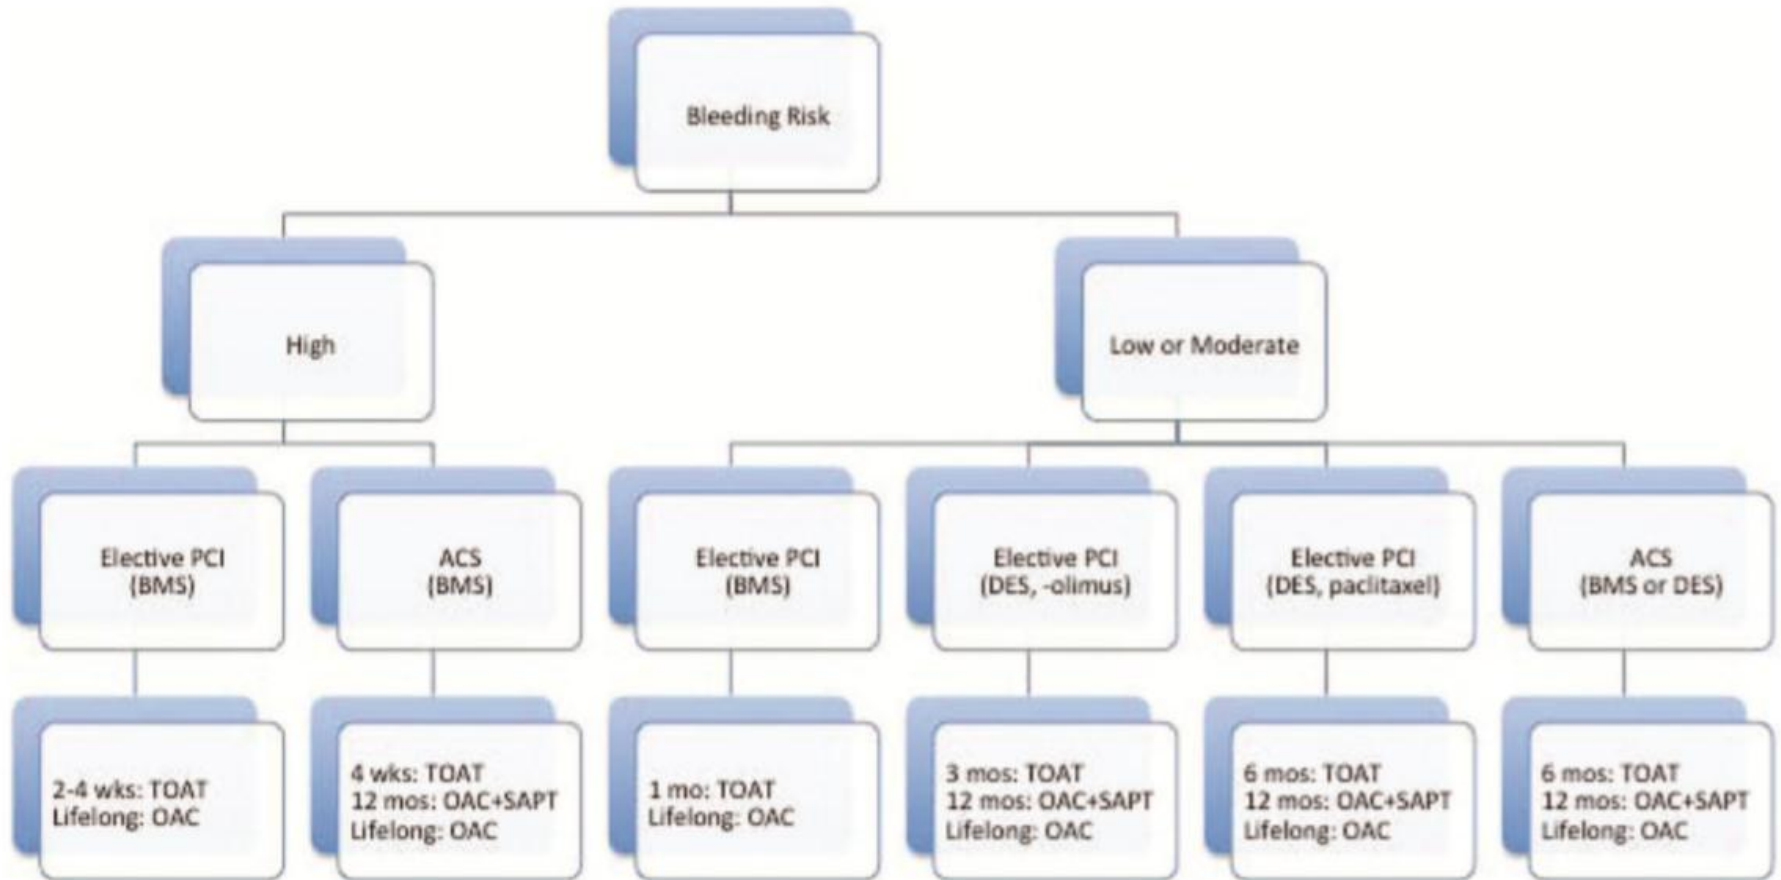 Bleeding Risk
High
Low or Moderate
Elective PCI
(BMS)
ACS
(BMS)
Elective PCI
(BMS)
Elective PCI
(DES, -olimus)
Elective PCI
(DES, paclitaxel)
ACS
(BMS or DES)
2-4 wks: TOAT
Lifelong: OAC
4 wks: TOAT
12 mos: OAC+SAPT
Lifelong: OAC
1 mo: TOAT
Lifelong: OAC
3 mos: TOAT
12 mos: OAC+SAPT
Lifelong: OAC
6 mos: TOAT
12 mos: OAC+SAPT
Lifelong: OAC
6 mos: TOAT
12 mos: OAC+SAPT
Lifelong: OAC